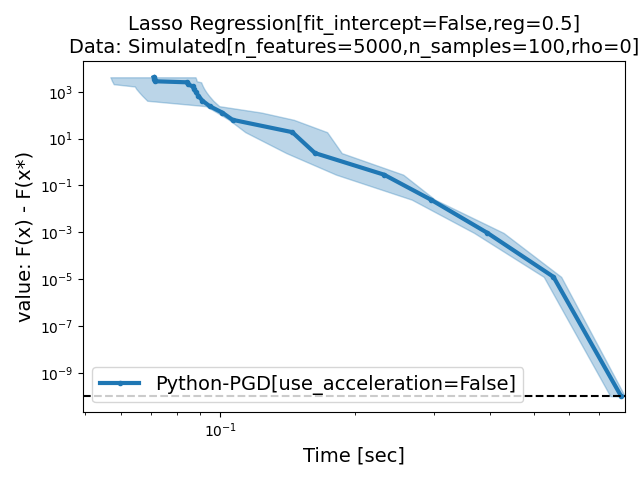 Lasso Regression[fit_intercept=False,reg=0.5]
Data: Simulated[n_features=5000,n_samples=100,rho=0]
value: F(x) - F(x*)
10³
10¹
10⁻¹
10⁻³
10⁻⁵
10⁻⁷
10⁻⁹
Python-PGD[use_acceleration=False]
10⁻¹
Time [sec]